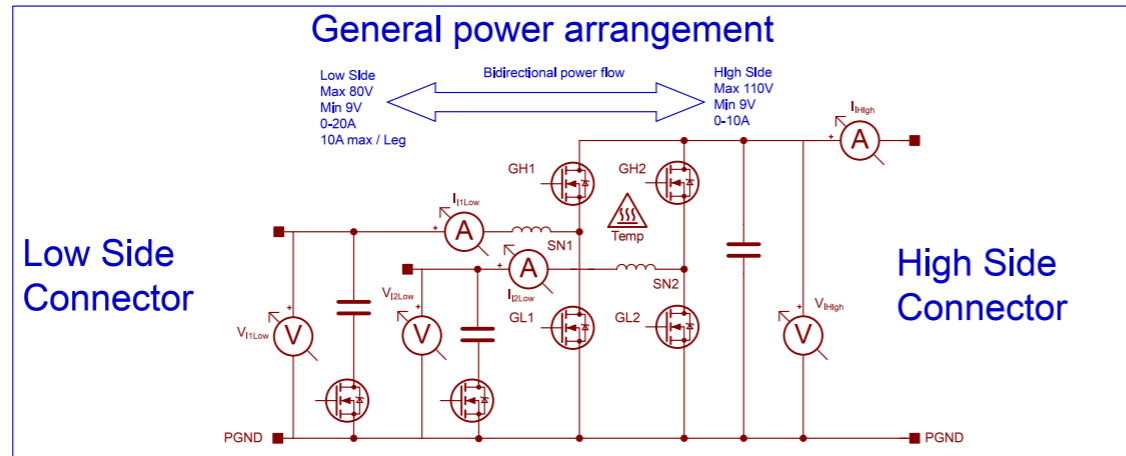 General power arrangement
Low Side
Max 80V
Min 9V
0-20A
10A max / Leg
Bidirectional power flow
High Side
Max 110V
Min 9V
0-10A
IIHigh
A
GH1
GH2
II1Low
A
SN1
Temp
Low Side
Connector
A
II2Low
SN2
VI2Low
V
VI1Low
V
GL1
GL2
VIHigh
V
High Side
Connector
PGND
PGND